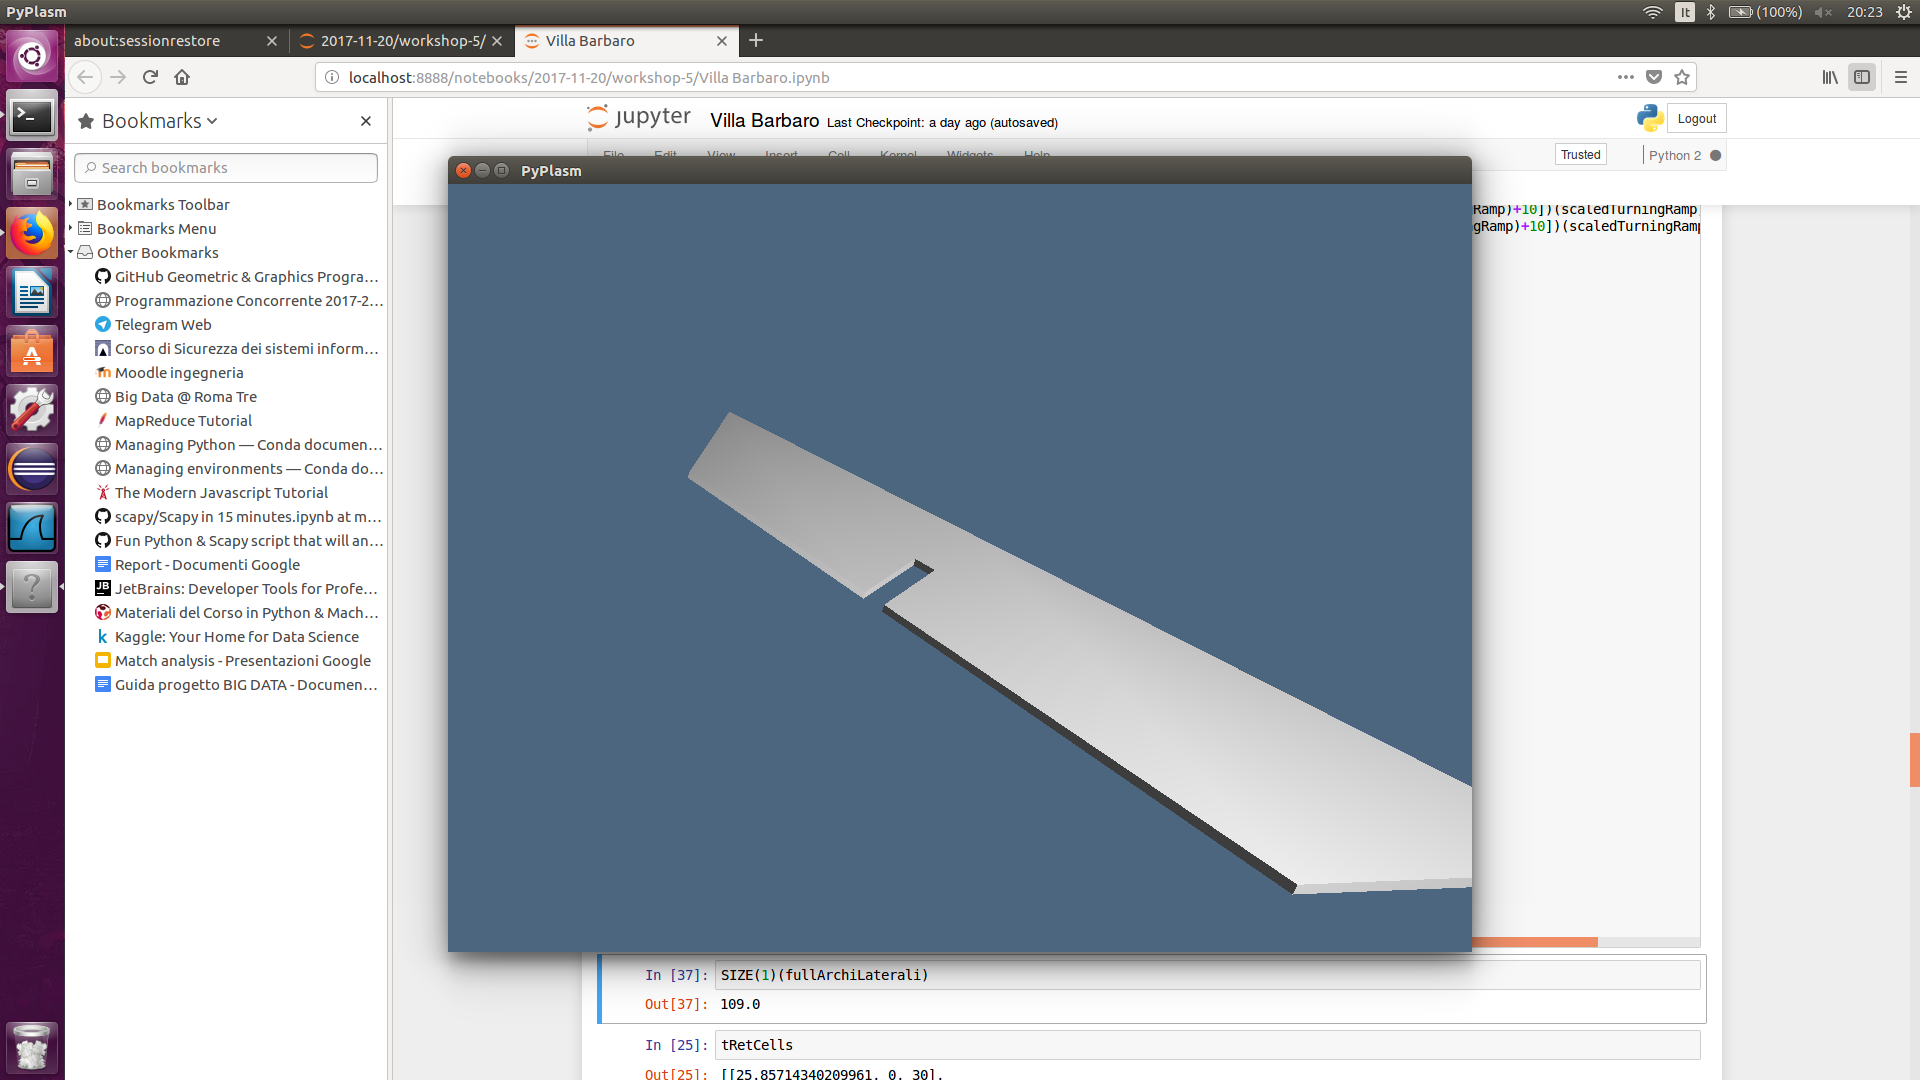 PyPlasm
It
(100%)
20:23
about:sessionrestore
2017-11-20/workshop-5/
Villa Barbaro
localhost:8888/notebooks/2017-11-20/workshop-5/Villa Barbaro.ipynb
Bookmarks
Search bookmarks
Bookmarks Toolbar
Bookmarks Menu
Other Bookmarks
GitHub Geometric & Graphics Progra…
Programmazione Concorrente 2017-2…
Telegram Web
Corso di Sicurezza dei sistemi inform…
Moodle ingegneria
Big Data @ Roma Tre
MapReduce Tutorial
Managing Python — Conda documen…
Managing environments — Conda do…
The Modern Javascript Tutorial
scapy/Scapy in 15 minutes.ipynb at m…
Fun Python & Scapy script that will an…
Report - Documenti Google
JetBrains: Developer Tools for Profe…
Materiali del Corso in Python & Mach…
Kaggle: Your Home for Data Science
Match analysis - Presentazioni Google
Guida progetto BIG DATA - Documen…
jupyter Villa Barbaro Last Checkpoint: a day ago (autosaved)
Logout
File Edit View Insert Cell Kernel Widgets Help
Trusted
Python 2
PyPlasm
Ramp)+10])(scaledTurningRamp
gRamp)+10])(scaledTurningRamp
In [37]: SIZE(1)(fullArchiLaterali)
Out[37]: 109.0
In [25]: tRetCells
Out[25]: [[25.85714340209961, 0, 30],